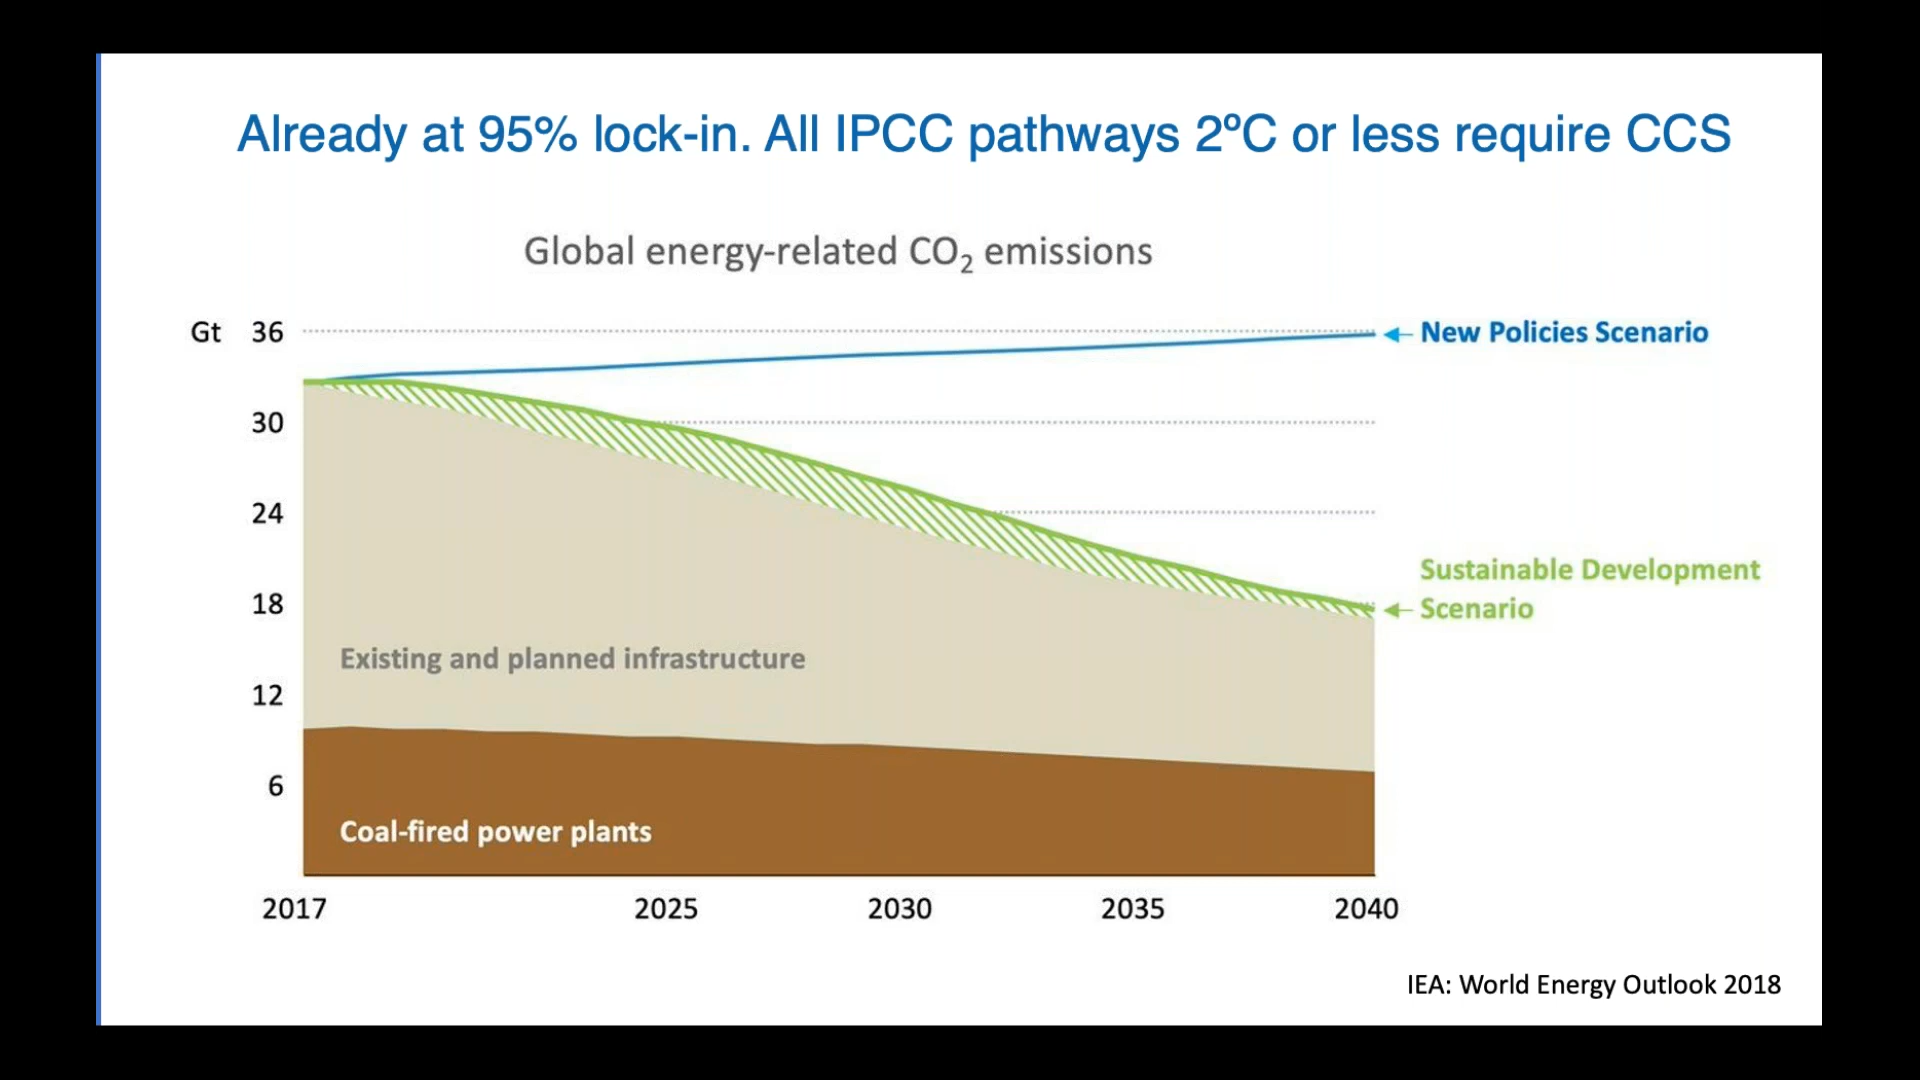 Already at 95% lock-in. All IPCC pathways 2ºC or less require CCS
Global energy-related CO₂ emissions
Gt 36
New Policies Scenario
30
24
Sustainable Development
Scenario
18
Existing and planned infrastructure
12
6
Coal-fired power plants
2017 2025 2030 2035 2040
IEA: World Energy Outlook 2018